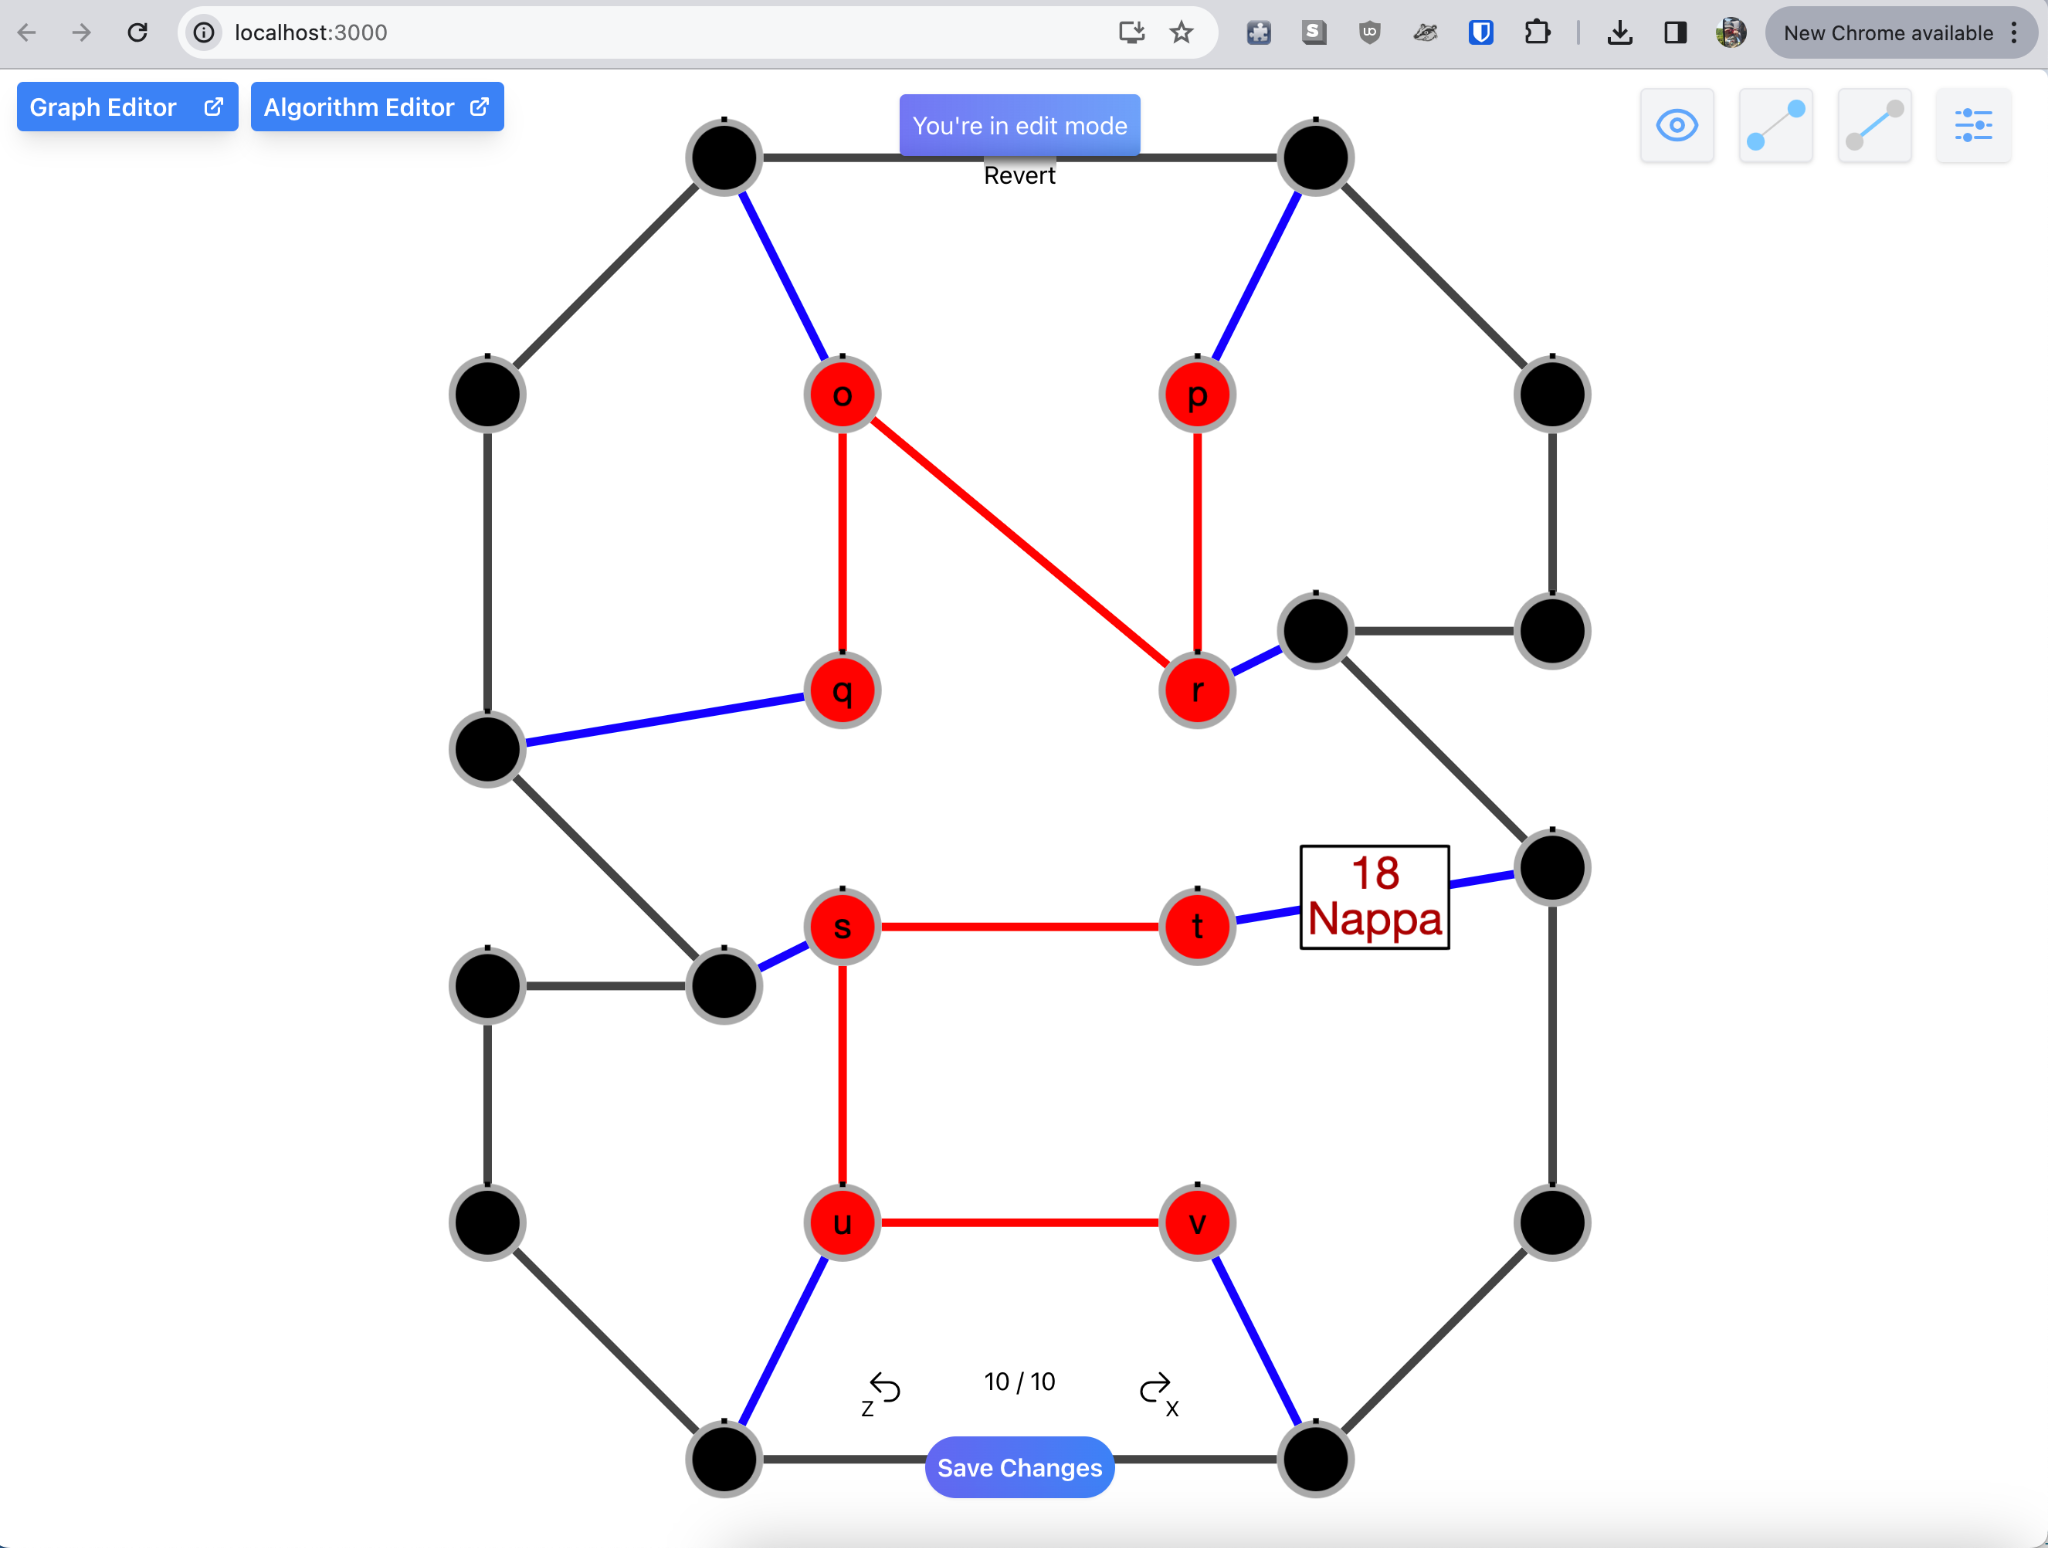 localhost:3000
New Chrome available
Graph Editor
Algorithm Editor
You're in edit mode
Revert
o
p
q
r
s
t
18
Nappa
u
v
Z
10 / 10
X
Save Changes